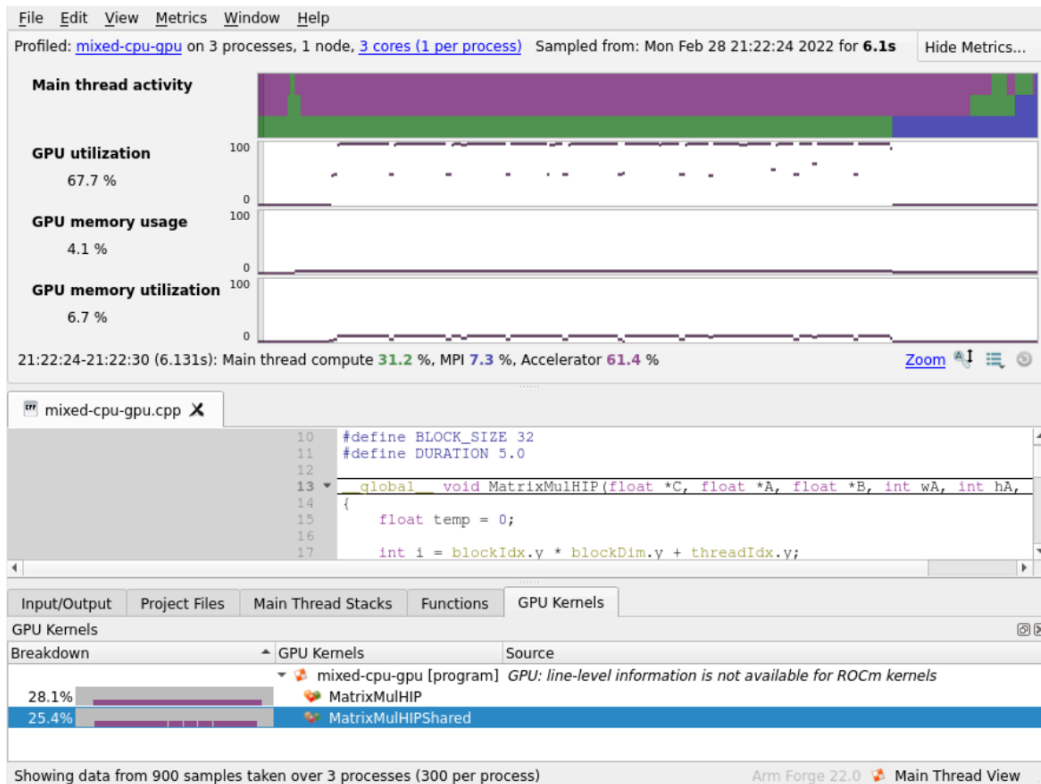 File Edit View Metrics Window Help
Profiled: mixed-cpu-gpu on 3 processes, 1 node, 3 cores (1 per process) Sampled from: Mon Feb 28 21:22:24 2022 for 6.1s Hide Metrics...
Main thread activity
GPU utilization 100
67.7 %
0
GPU memory usage 100
4.1 %
0
GPU memory utilization 100
6.7 %
0
21:22:24-21:22:30 (6.131s): Main thread compute 31.2 %, MPI 7.3 %, Accelerator 61.4 % Zoom
mixed-cpu-gpu.cpp X
10 #define BLOCK_SIZE 32
11 #define DURATION 5.0
12
13 __global__ void MatrixMulHIP(float *C, float *A, float *B, int wA, int hA,
14 {
15 float temp = 0;
16
17 int i = blockIdx.y * blockDim.y + threadIdx.y;
Input/Output Project Files Main Thread Stacks Functions GPU Kernels
GPU Kernels
Breakdown GPU Kernels Source
mixed-cpu-gpu [program] GPU: line-level information is not available for ROCm kernels
28.1% MatrixMulHIP
25.4% MatrixMulHIPShared
Showing data from 900 samples taken over 3 processes (300 per process) Arm Forge 22.0 Main Thread View